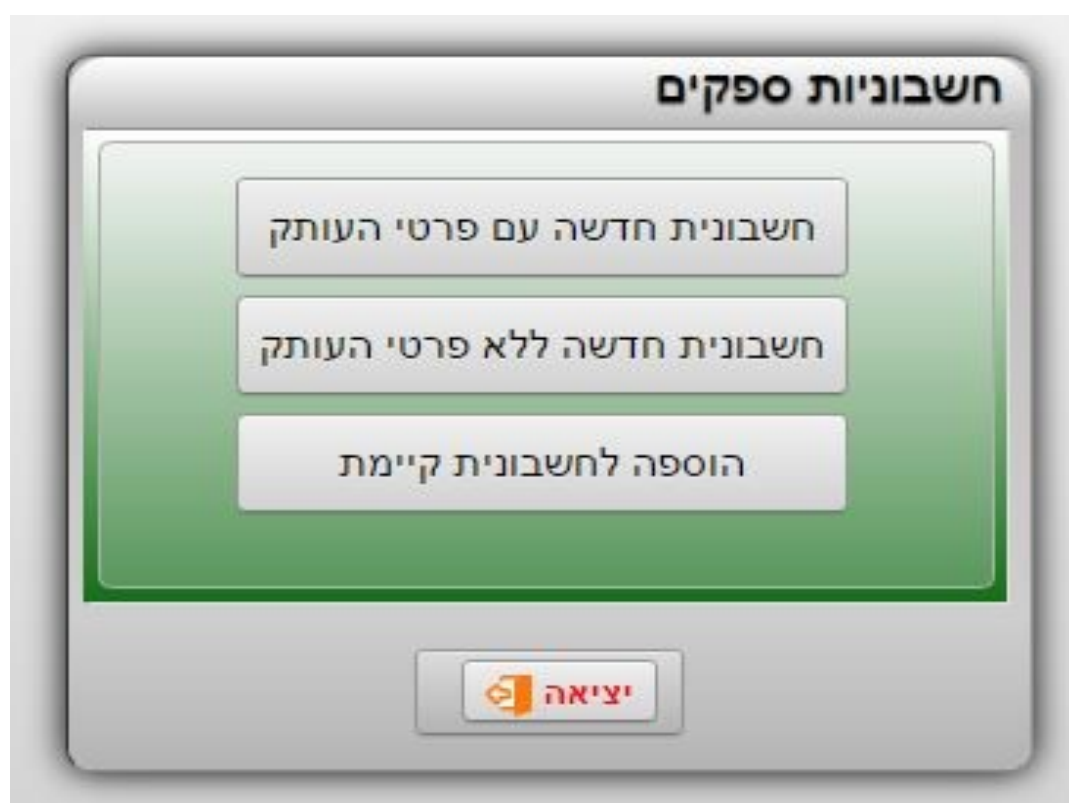 חשבוניות ספקים
חשבונית חדשה עם פרטי העותק
חשבונית חדשה ללא פרטי העותק
הוספה לחשבונית קיימת
יציאה